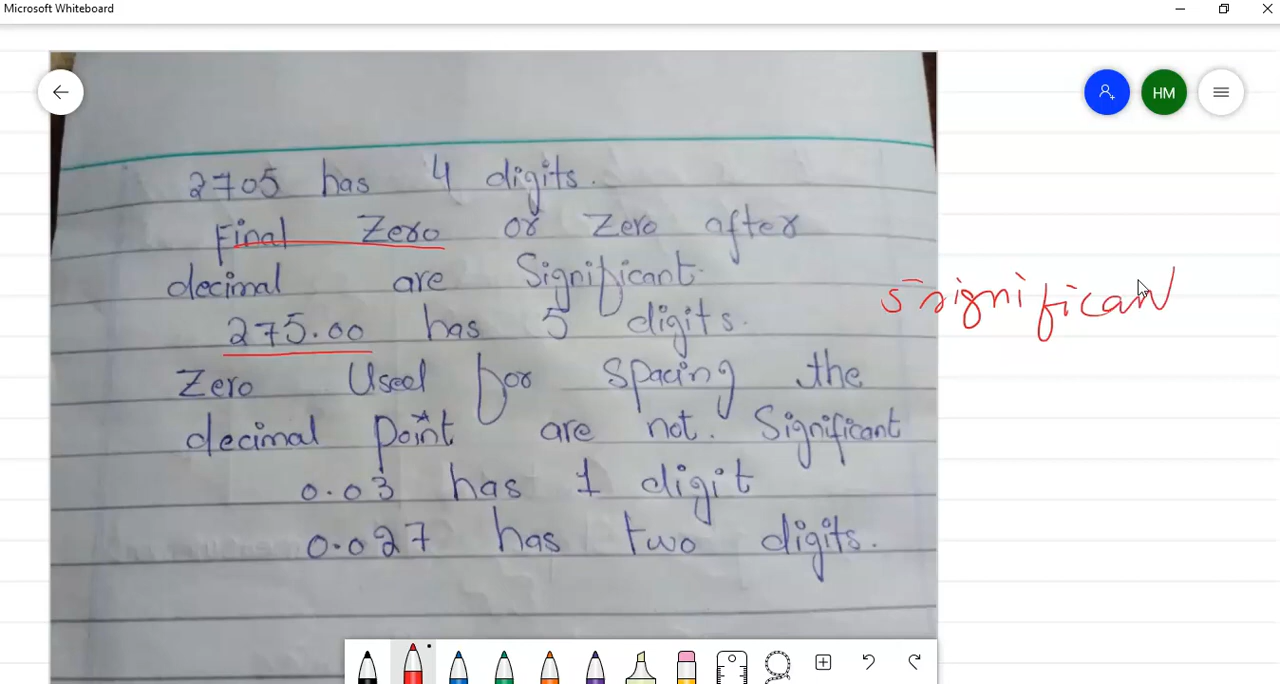 Microsoft Whiteboard
HM
2705 has 4 digits.
Final Zero or Zero after
decimal are Significant.
275.00 has 5 digits.
Zero Used for Spacing the
decimal Point are not. Significant
0.03 has 1 digit
0.027 has two digits.
5 significan